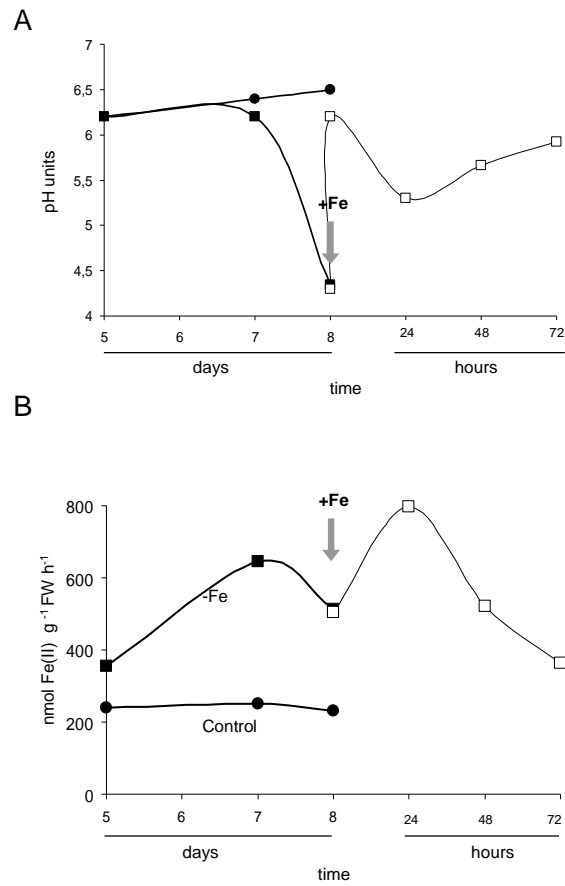 A
7
6,5
6
5,5
5
4,5
4
pH units
+Fe
5 6 7 8 24 48 72
days hours
time
B
+Fe
800
600
400
200
0
nmol Fe(II) g⁻¹ FW h⁻¹
-Fe
Control
5 6 7 8 24 48 72
days hours
time